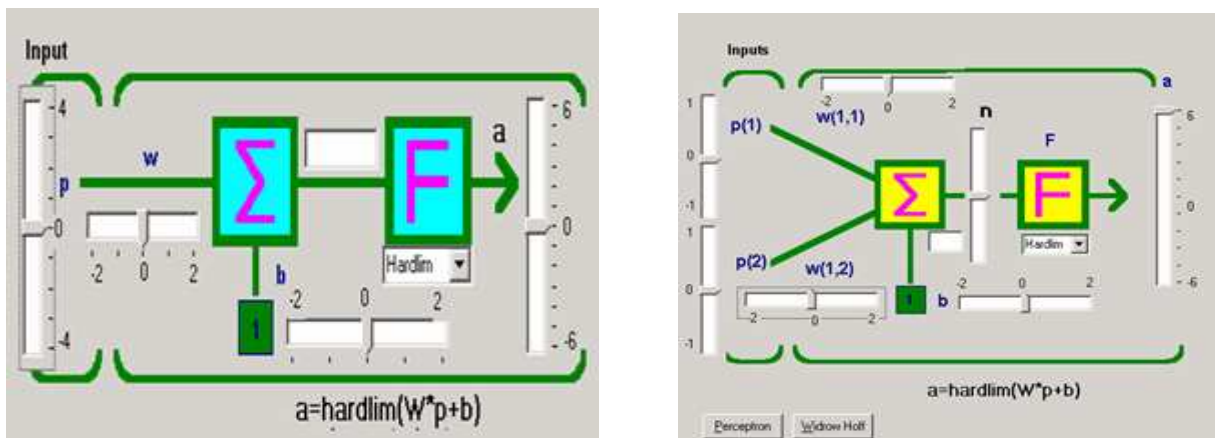 Input
4
p
0
-4
w
-2 0 2
Σ
F
a
Hardlim
b
1
-2 0 2
6
0
-6
a=hardlim(W*p+b)
Inputs
1
0
-1
1
0
-1
p(1)
p(2)
-2 0 2
w(1,1)
w(1,2)
-2 0 2
Σ
n
F
F
Hardlim
1
b
-2 0 2
a
6
0
-6
a=hardlim(W*p+b)
Perceptron Widrow Hoff